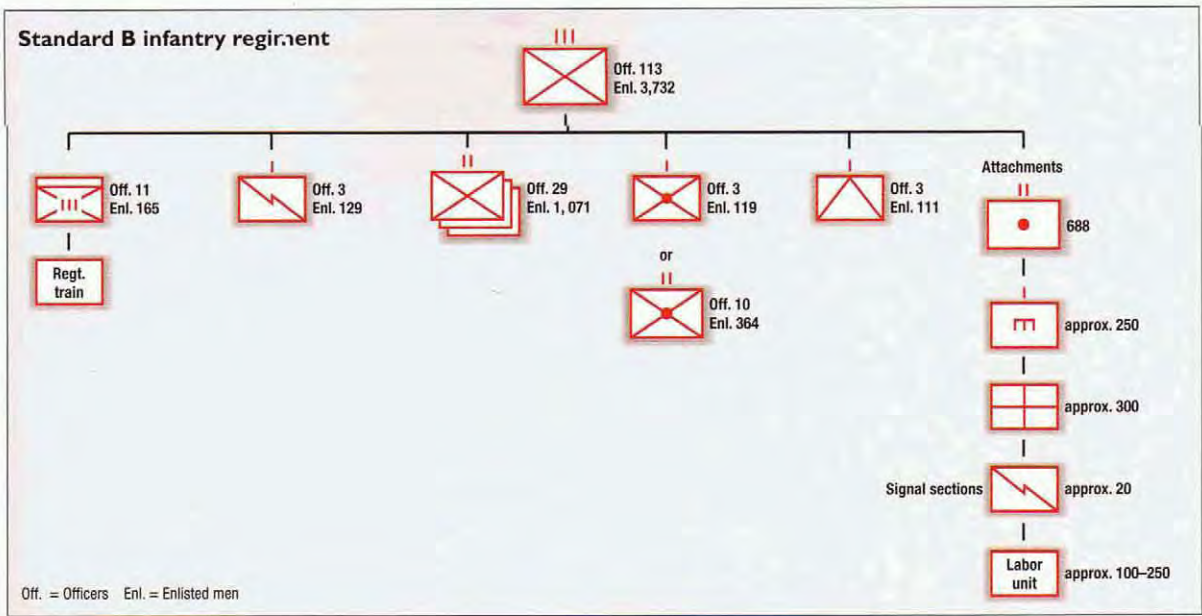 Standard B infantry regiment
III
Off. 113
Enl. 3,732
III
Off. 11
Enl. 165
Regt.
train
I
Off. 3
Enl. 129
II
Off. 29
Enl. 1, 071
I
Off. 3
Enl. 119
or
II
Off. 10
Enl. 364
I
Off. 3
Enl. 111
Attachments
II
688
I
approx. 250
approx. 300
Signal sections
approx. 20
Labor
unit
approx. 100–250
Off. = Officers Enl. = Enlisted men